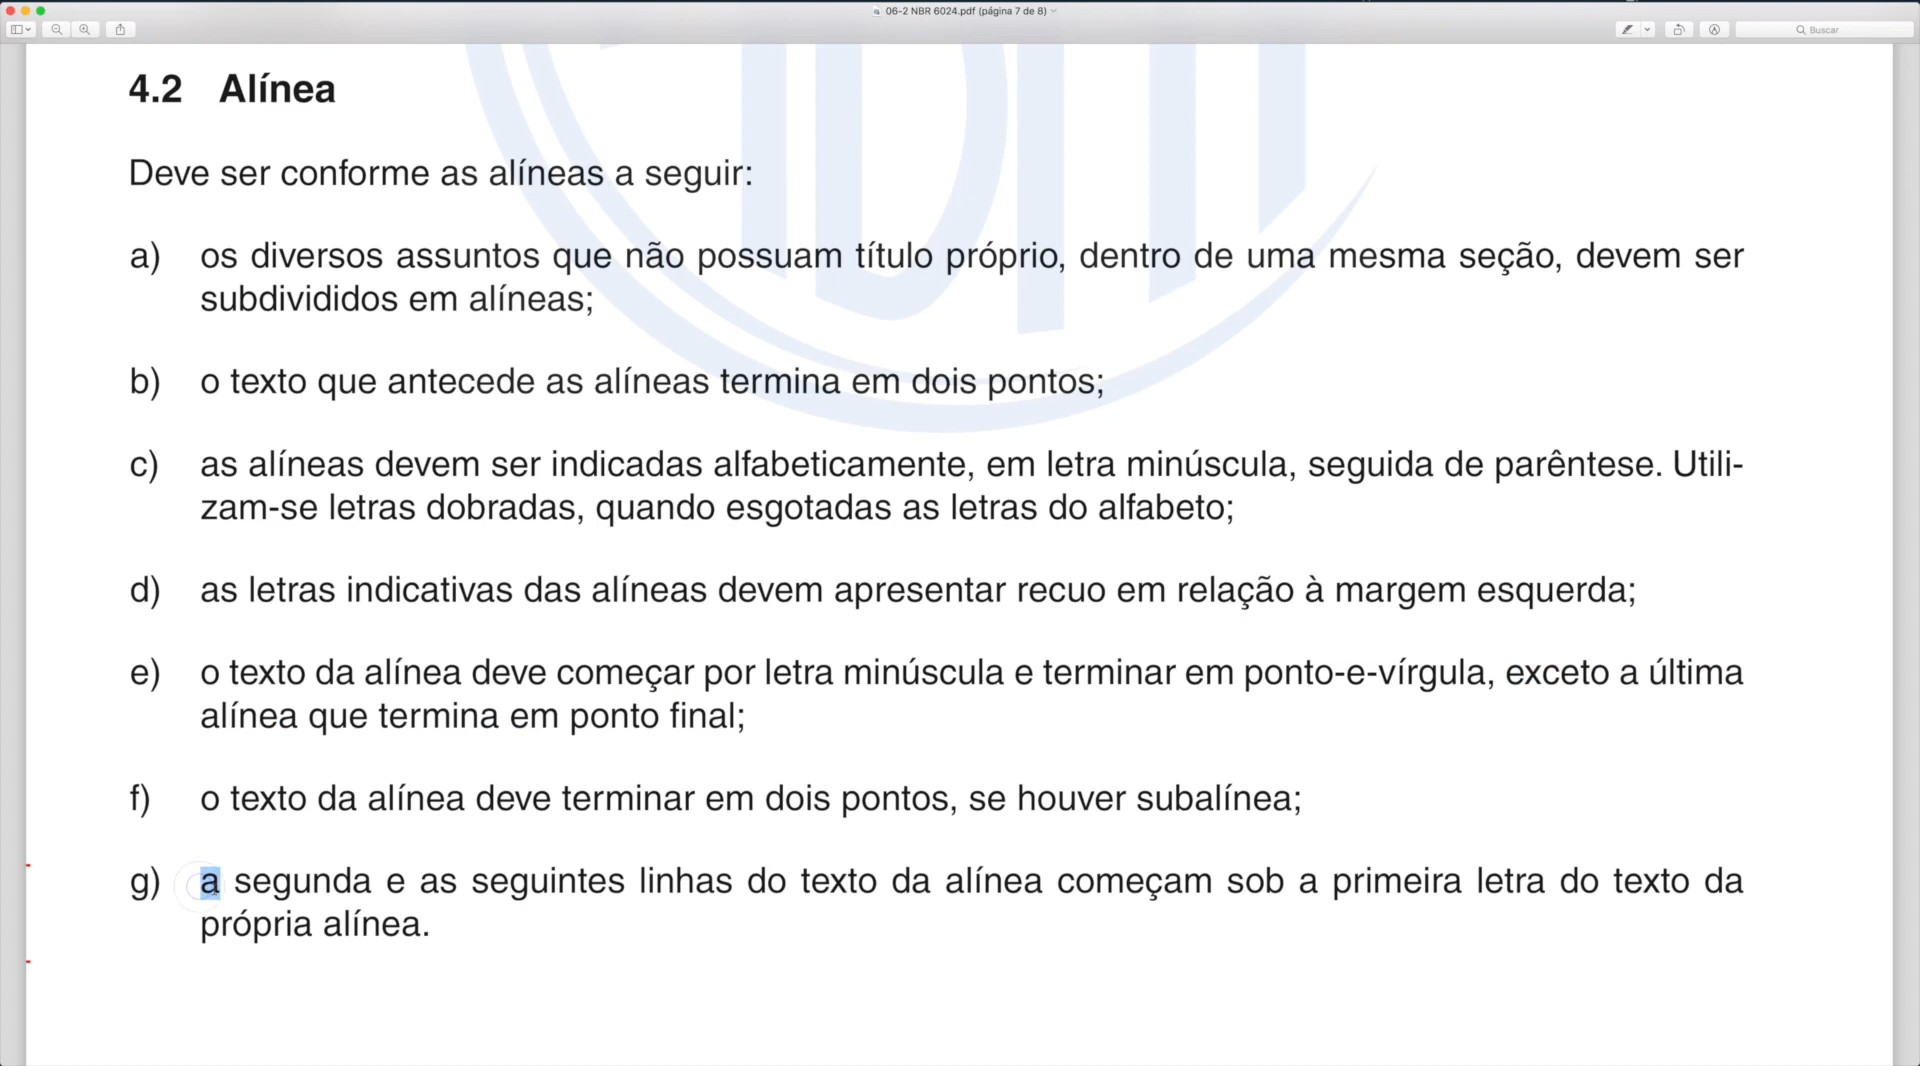 06-2 NBR 6024.pdf (página 7 de 8)
Buscar
4.2 Alínea
Deve ser conforme as alíneas a seguir:
a) os diversos assuntos que não possuam título próprio, dentro de uma mesma seção, devem ser
subdivididos em alíneas;
b) o texto que antecede as alíneas termina em dois pontos;
c) as alíneas devem ser indicadas alfabeticamente, em letra minúscula, seguida de parêntese. Utili-
zam-se letras dobradas, quando esgotadas as letras do alfabeto;
d) as letras indicativas das alíneas devem apresentar recuo em relação à margem esquerda;
e) o texto da alínea deve começar por letra minúscula e terminar em ponto-e-vírgula, exceto a última
alínea que termina em ponto final;
f) o texto da alínea deve terminar em dois pontos, se houver subalínea;
g) a segunda e as seguintes linhas do texto da alínea começam sob a primeira letra do texto da
própria alínea.